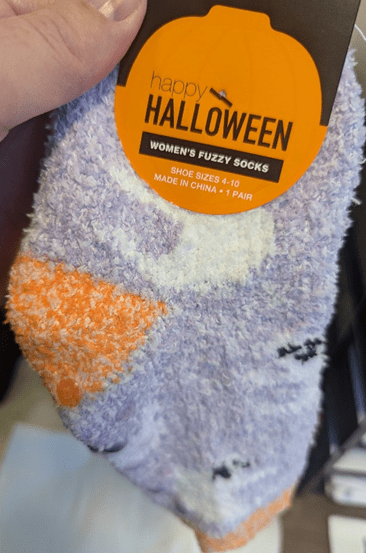 happy
HALLOWEEN
WOMEN'S FUZZY SOCKS
SHOE SIZES 4-10
MADE IN CHINA • 1 PAIR